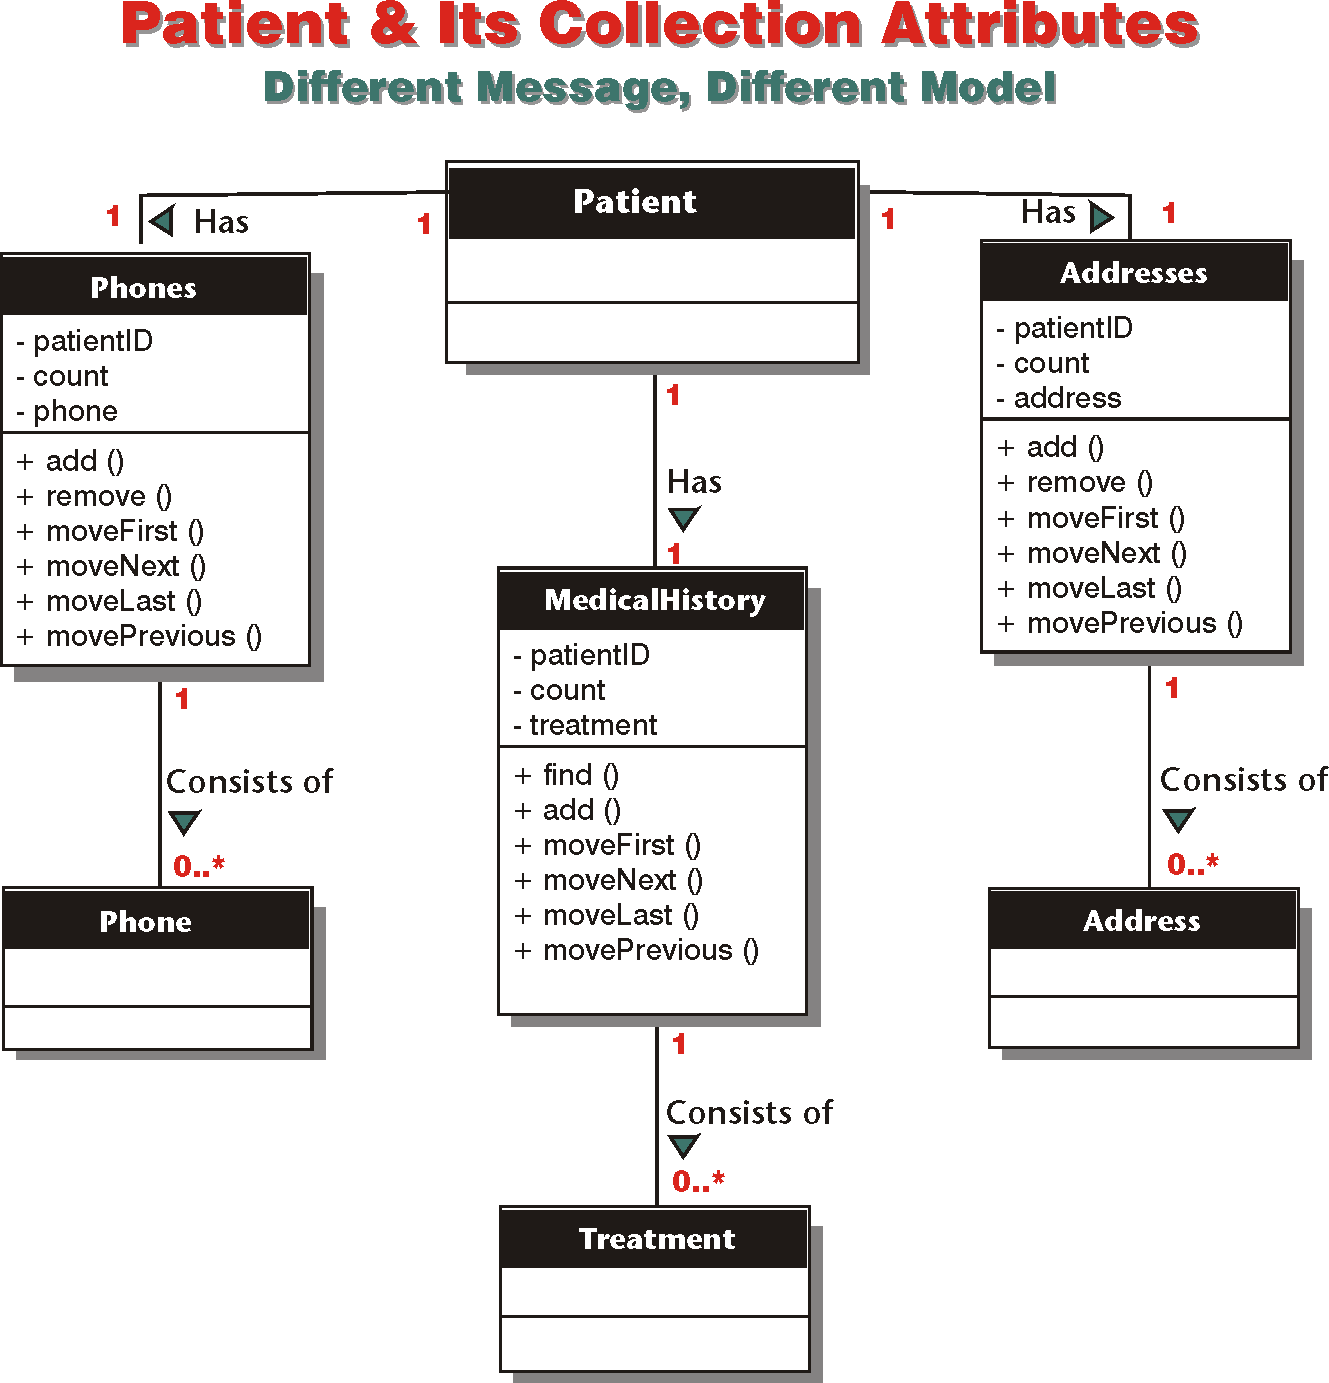 Patient & Its Collection Attributes
Different Message, Different Model
Patient
1
Has
1
1
Has
1
Phones
- patientID
- count
- phone
+ add ()
+ remove ()
+ moveFirst ()
+ moveNext ()
+ moveLast ()
+ movePrevious ()
1
Consists of
0..*
Phone
1
Has
1
MedicalHistory
- patientID
- count
- treatment
+ find ()
+ add ()
+ moveFirst ()
+ moveNext ()
+ moveLast ()
+ movePrevious ()
1
Consists of
0..*
Treatment
Addresses
- patientID
- count
- address
+ add ()
+ remove ()
+ moveFirst ()
+ moveNext ()
+ moveLast ()
+ movePrevious ()
1
Consists of
0..*
Address